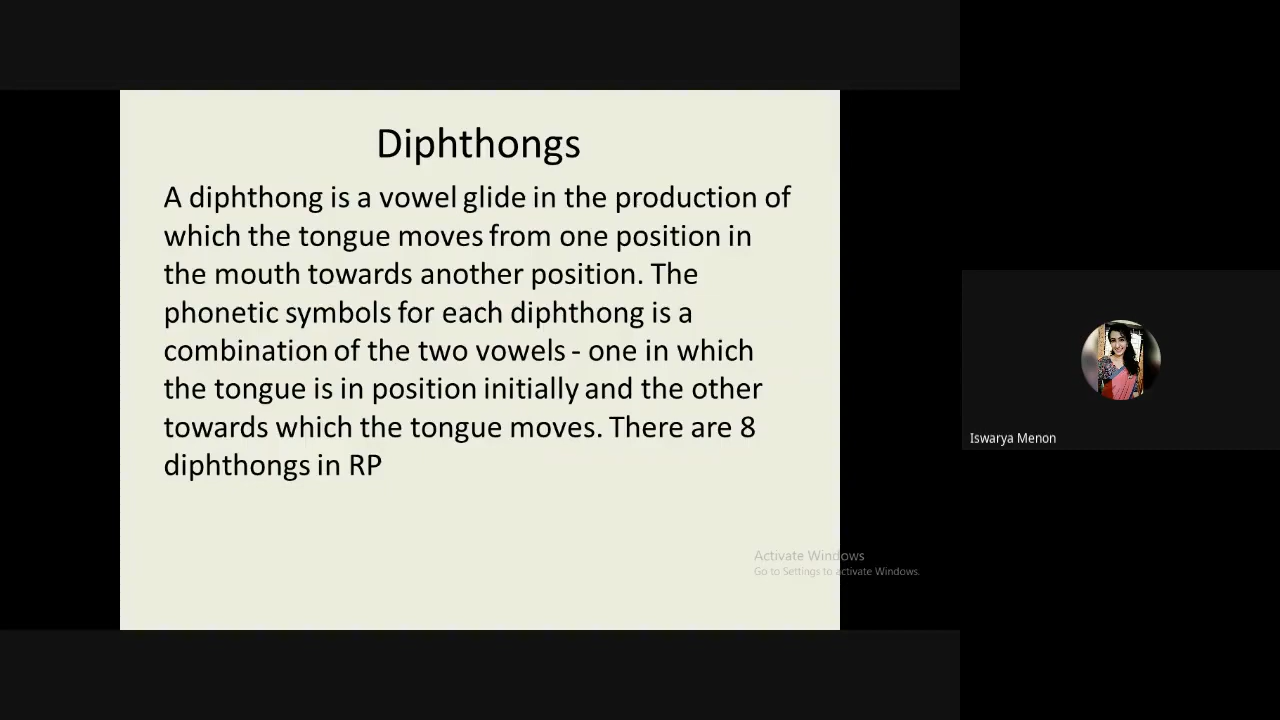 Diphthongs
A diphthong is a vowel glide in the production of
which the tongue moves from one position in
the mouth towards another position. The
phonetic symbols for each diphthong is a
combination of the two vowels - one in which
the tongue is in position initially and the other
towards which the tongue moves. There are 8
diphthongs in RP
Iswarya Menon
Activate Windows
Go to Settings to activate Windows.